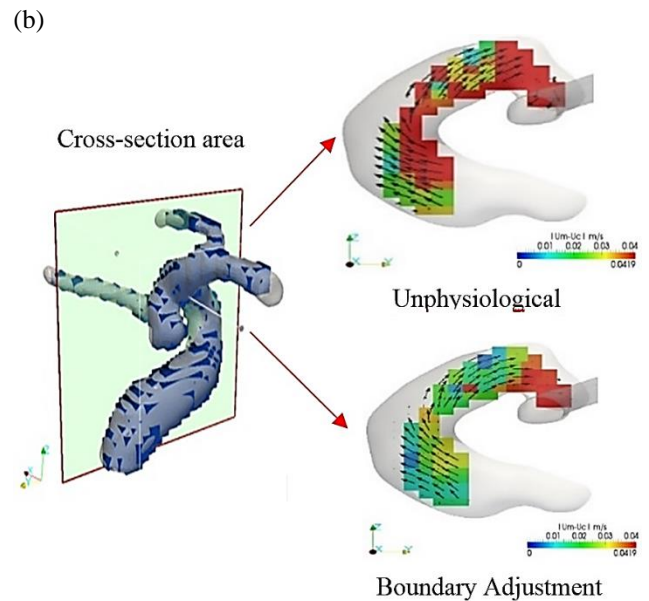 (b)
Cross-section area
|Um-Uc| m/s
0.01 0.02 0.03 0.04
0 0.0419
Unphysiological
|Um-Uc| m/s
0.01 0.02 0.03 0.04
0 0.0419
Boundary Adjustment